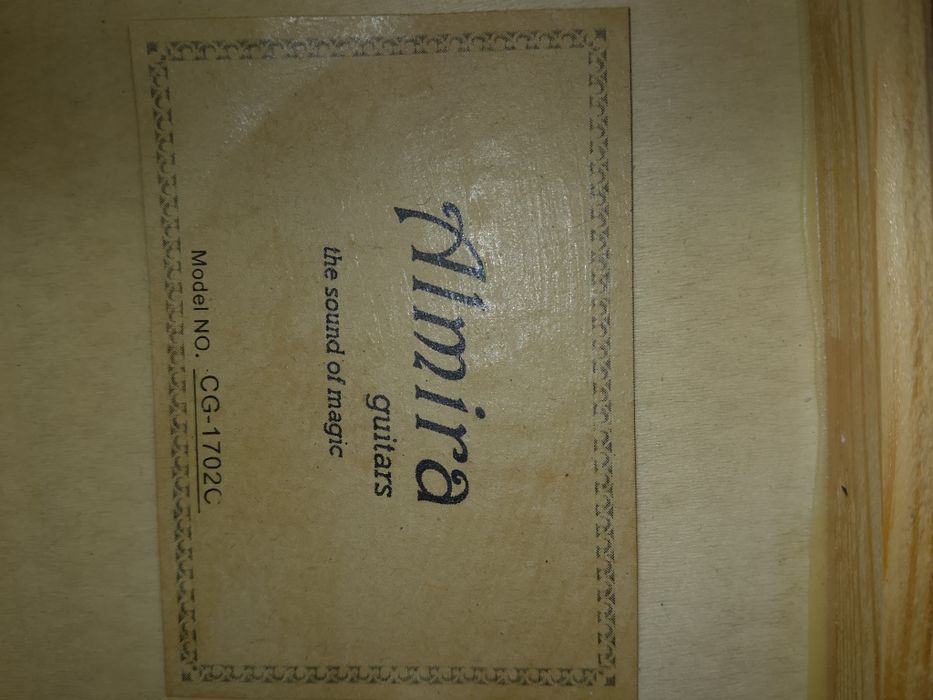 Almira
guitars
the sound of magic
Model NO. CG-1702C